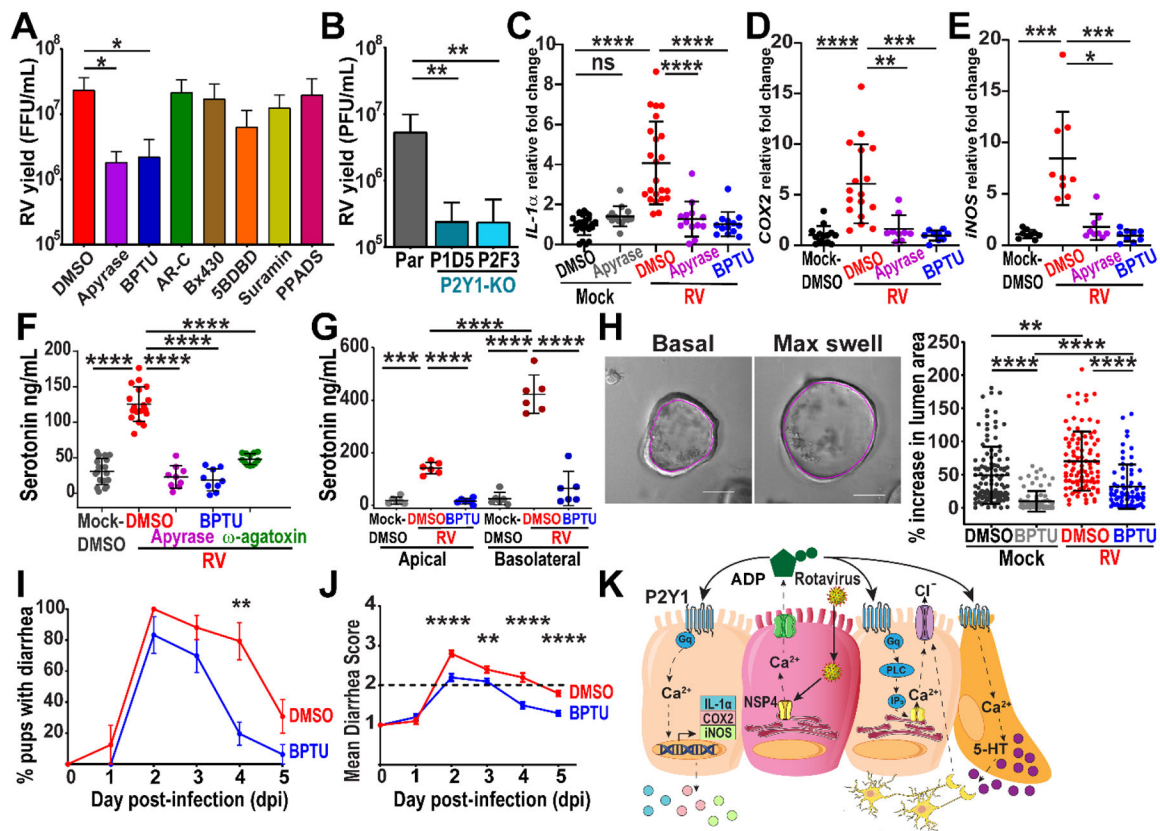 A
RV yield (FFU/mL)
10^8
10^7
10^6
10^5
*
*
DMSO
Apyrase
BPTU
AR-C
Bx430
5BDBD
Suramin
PPADS
B
RV yield (PFU/mL)
10^8
10^7
10^6
10^5
**
**
Par P1D5 P2F3
P2Y1-KO
C
IL-1α relative fold change
10
8
6
4
2
0
**** ****
ns ****
DMSO
Apyrase
DMSO
Apyrase
BPTU
Mock RV
D
COX2 relative fold change
20
15
10
5
0
**** ***
**
Mock-
DMSO
DMSO
Apyrase
BPTU
RV
E
iNOS relative fold change
20
15
10
5
0
*** ***
*
Mock-
DMSO
DMSO
Apyrase
BPTU
RV
F
Serotonin ng/mL
200
150
100
50
0
****
****
**** ****
Mock-DMSO BPTU
DMSO Apyrase ω-agatoxin
RV
G
Serotonin ng/mL
600
400
200
0
****
*** **** **** ****
Mock-DMSOBPTU Mock-DMSOBPTU
DMSO RV DMSO RV
Apical Basolateral
H
Basal Max swell
% increase in lumen area
250
200
150
100
50
0
**
****
**** ****
DMSO BPTU DMSO BPTU
Mock RV
I
% pups with diarrhea
100
80
60
40
20
0
**
DMSO
BPTU
0 1 2 3 4 5
Day post-infection (dpi)
J
Mean Diarrhea Score
4
3
2
1
0
**** ** **** ****
DMSO
BPTU
0 1 2 3 4 5
Day post-infection (dpi)
K
ADP Rotavirus
P2Y1 Cl⁻
Gq Gq
PLC
Ca²⁺ Ca²⁺ IP₃ Ca²⁺ Ca²⁺
NSP4
IL-1α
COX2
iNOS
5-HT